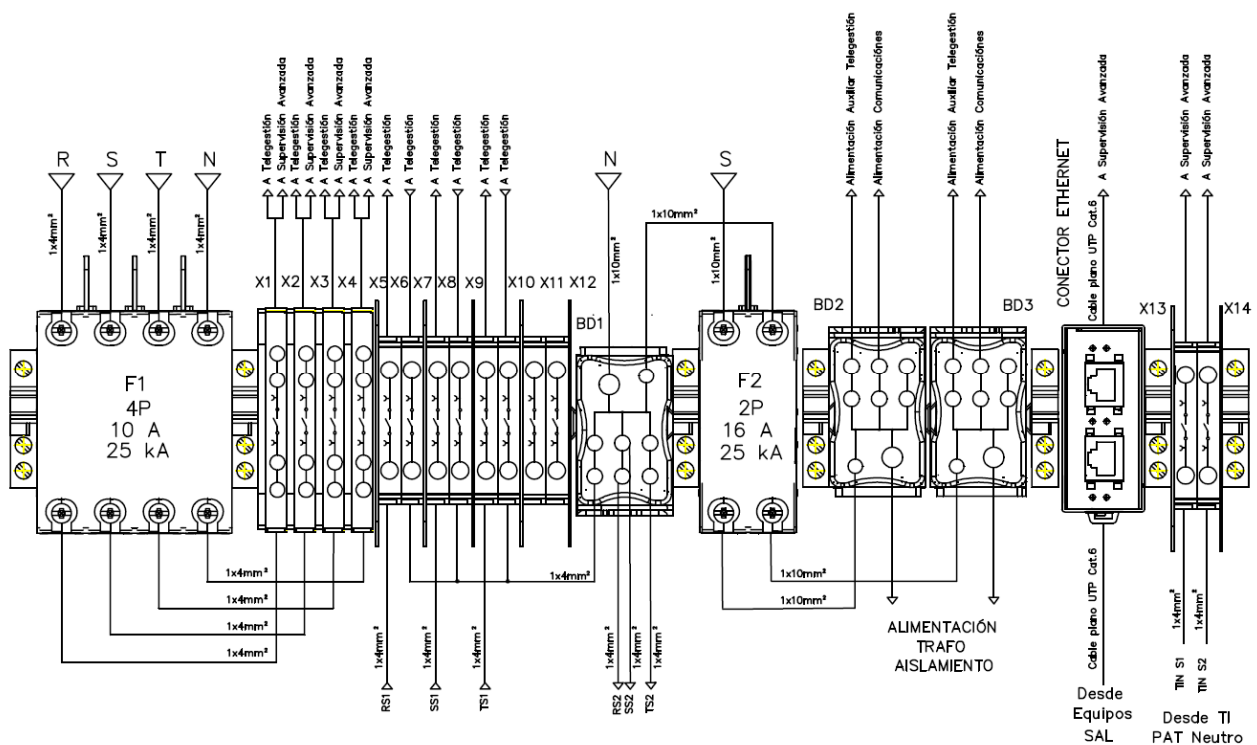 R
S
T
N
1x4mm²
1x4mm²
1x4mm²
1x4mm²
A Telegestión
A Supervisión Avanzada
A Telegestión
A Supervisión Avanzada
A Telegestión
A Supervisión Avanzada
A Telegestión
A Supervisión Avanzada
A Telegestión
A Telegestión
A Telegestión
A Telegestión
A Telegestión
A Telegestión
N
1x10mm²
1x10mm²
S
1x10mm²
Alimentación Auxiliar Telegestión
Alimentación Comunicaciónes
Alimentación Auxiliar Telegestión
Alimentación Comunicaciónes
CONECTOR ETHERNET
Cable plano UTP Cat.6
A Supervisión Avanzada
A Supervisión Avanzada
A Supervisión Avanzada
X1
X2
X3
X4
X5
X6
X7
X8
X9
X10
X11
X12
BD1
BD2
BD3
X13
X14
F1
4P
10 A
25 kA
F2
2P
16 A
25 kA
1x4mm²
1x4mm²
1x4mm²
1x4mm²
1x4mm²
1x10mm²
1x10mm²
1x4mm²
RS1
1x4mm²
SS1
1x4mm²
TS1
1x4mm²
RS2
SS2
1x4mm²
1x4mm²
TS2
ALIMENTACIÓN
TRAFO
AISLAMIENTO
Cable plano UTP Cat.6
Desde
Equipos
SAL
1x4mm²
TIN S1
1x4mm²
TIN S2
Desde TI
PAT Neutro